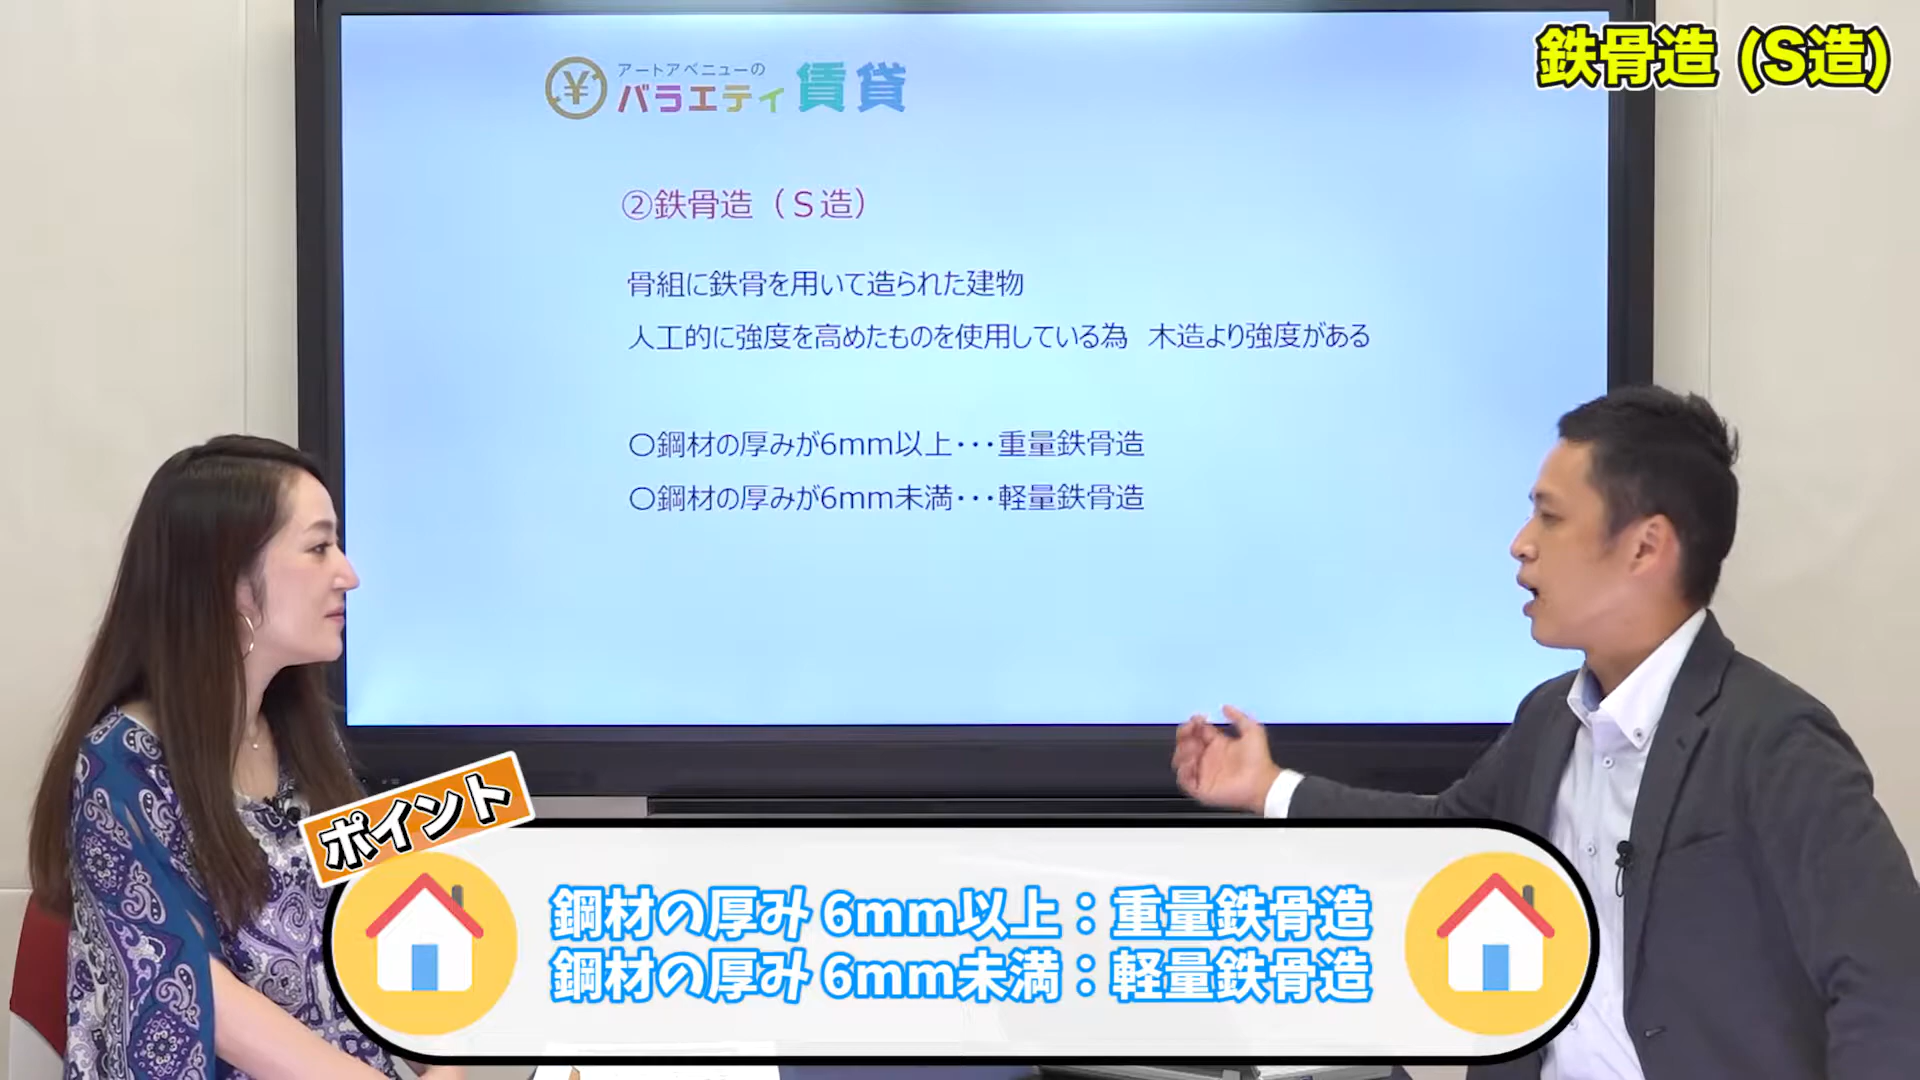 鉄骨造 (S造)
アートアベニューの
バラエティ賃貸
②鉄骨造（S造）
骨組に鉄骨を用いて造られた建物
人工的に強度を高めたものを使用している為　木造より強度がある
〇鋼材の厚みが6mm以上･･･重量鉄骨造
〇鋼材の厚みが6mm未満･･･軽量鉄骨造
ポイント
鋼材の厚み 6mm以上：重量鉄骨造
鋼材の厚み 6mm未満：軽量鉄骨造